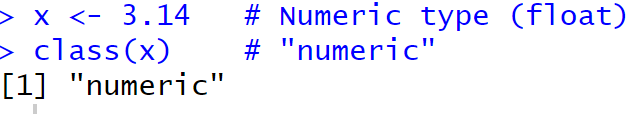 > x <- 3.14   # Numeric type (float)
> class(x)    # "numeric"
[1] "numeric"